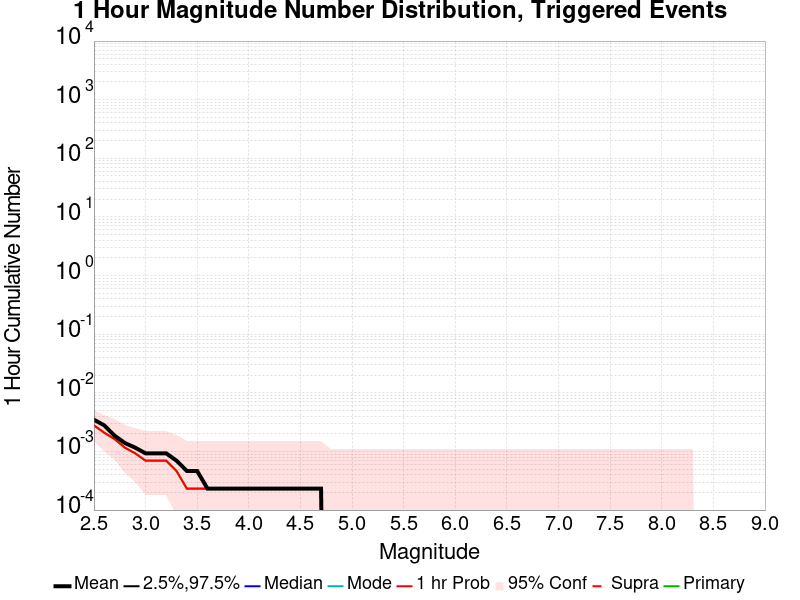 1 Hour Magnitude Number Distribution, Triggered Events
10 4
10 3
10 2
10 1
10 0
10 -1
10 -2
10 -3
10 -4
1 Hour Cumulative Number
2.5 3.0 3.5 4.0 4.5 5.0 5.5 6.0 6.5 7.0 7.5 8.0 8.5 9.0
Magnitude
Mean 2.5%,97.5% Median Mode 1 hr Prob 95% Conf Supra Primary